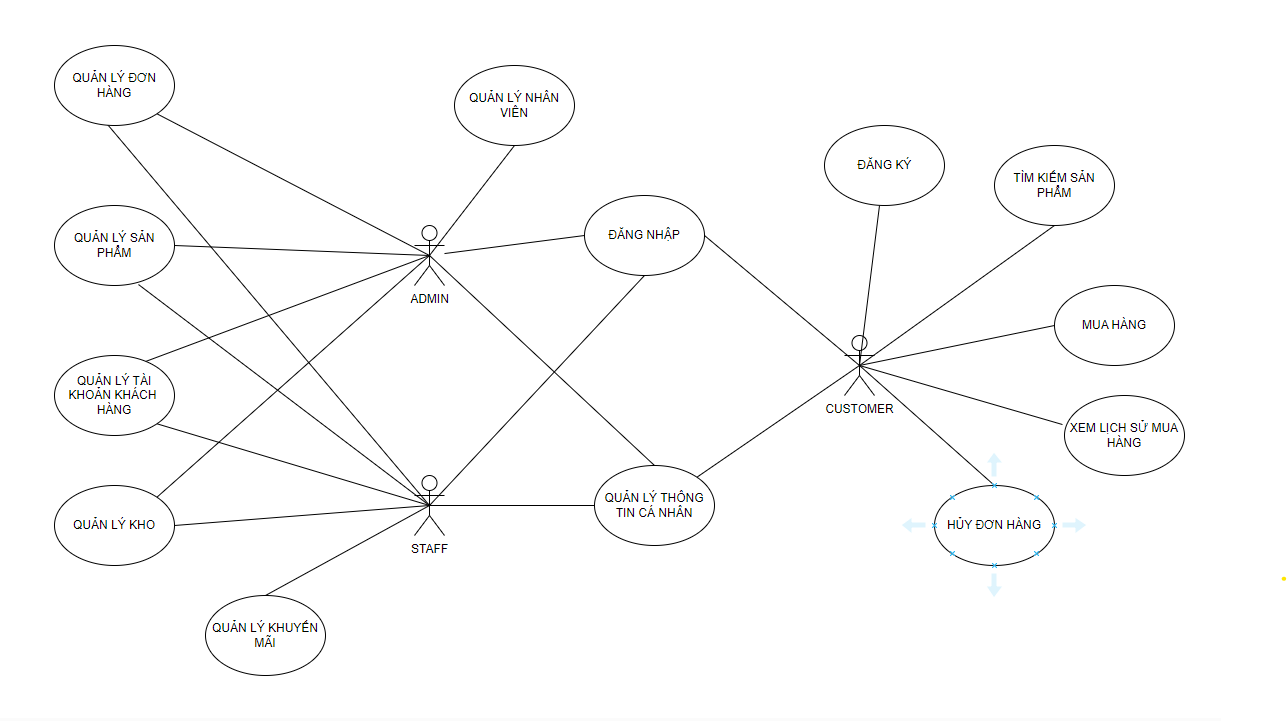 QUẢN LÝ ĐƠN
HÀNG
QUẢN LÝ NHÂN
VIÊN
ĐĂNG KÝ
TÌM KIẾM SẢN
PHẨM
QUẢN LÝ SẢN
PHẨM
ĐĂNG NHẬP
ADMIN
MUA HÀNG
QUẢN LÝ TÀI
KHOẢN KHÁCH
HÀNG
CUSTOMER
XEM LỊCH SỬ MUA
HÀNG
QUẢN LÝ KHO
STAFF
QUẢN LÝ THÔNG
TIN CÁ NHÂN
HỦY ĐƠN HÀNG
QUẢN LÝ KHUYẾN
MÃI